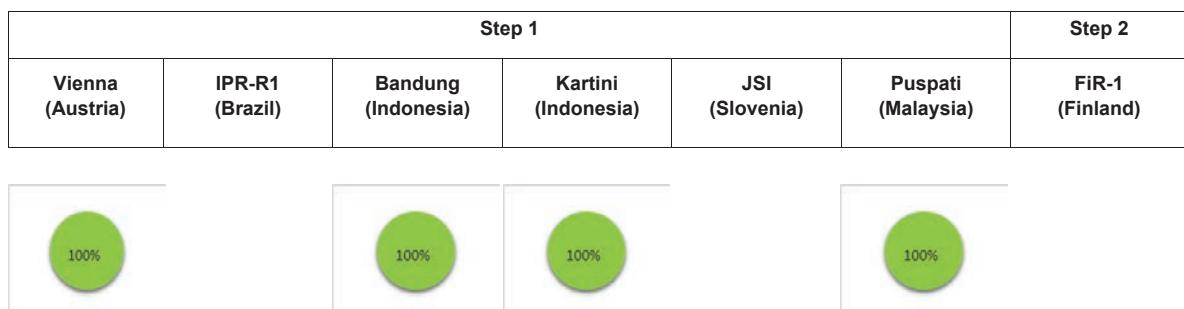 Step 1 Step 2
Vienna (Austria) IPR-R1 (Brazil) Bandung (Indonesia) Kartini (Indonesia) JSI (Slovenia) Puspati (Malaysia) FiR-1 (Finland)
100% 100% 100% 100%